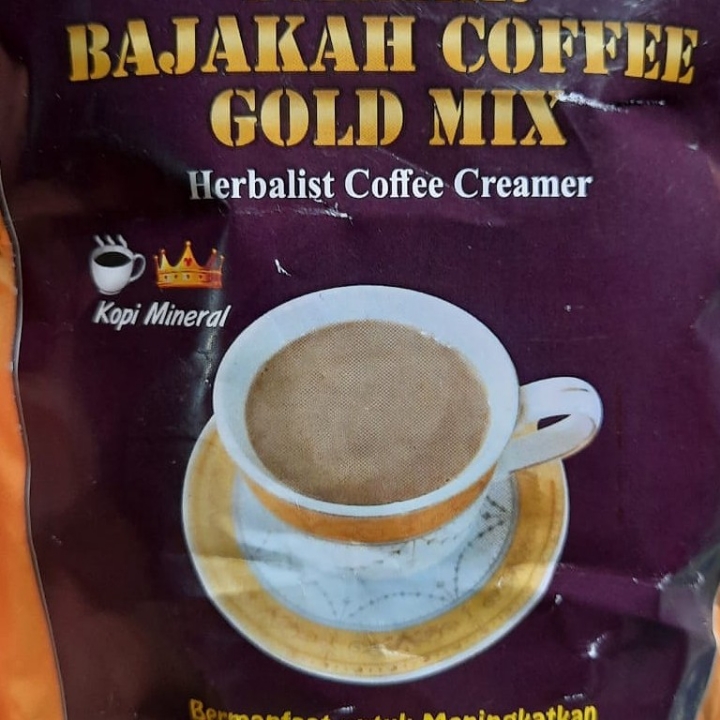 BAJAKAH COFFEE
GOLD MIX
Herbalist Coffee Creamer
Kopi Mineral
Bermanfaat untuk Meningkatkan